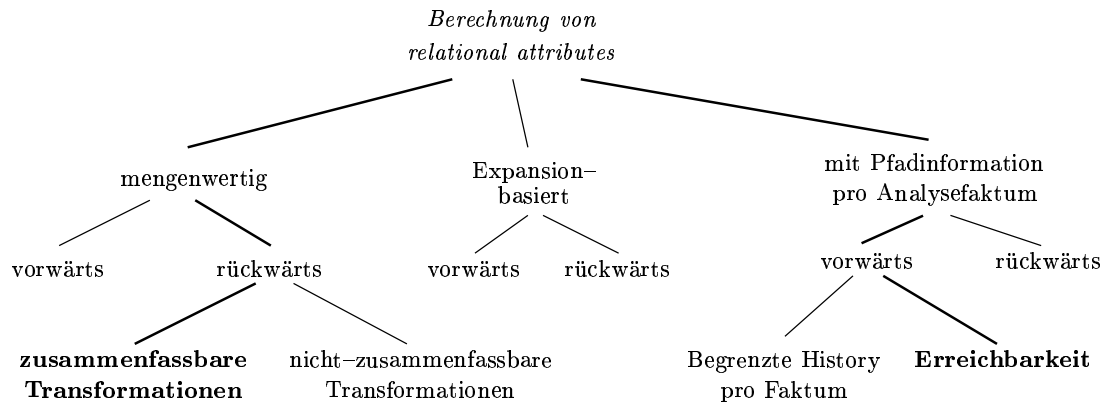 Berechnung von
relational attributes
mengenwertig
Expansion–
basiert
mit Pfadinformation
pro Analysefaktum
vorwärts
rückwärts
vorwärts
rückwärts
vorwärts
rückwärts
zusammenfassbare
Transformationen
nicht–zusammenfassbare
Transformationen
Begrenzte History
pro Faktum
Erreichbarkeit